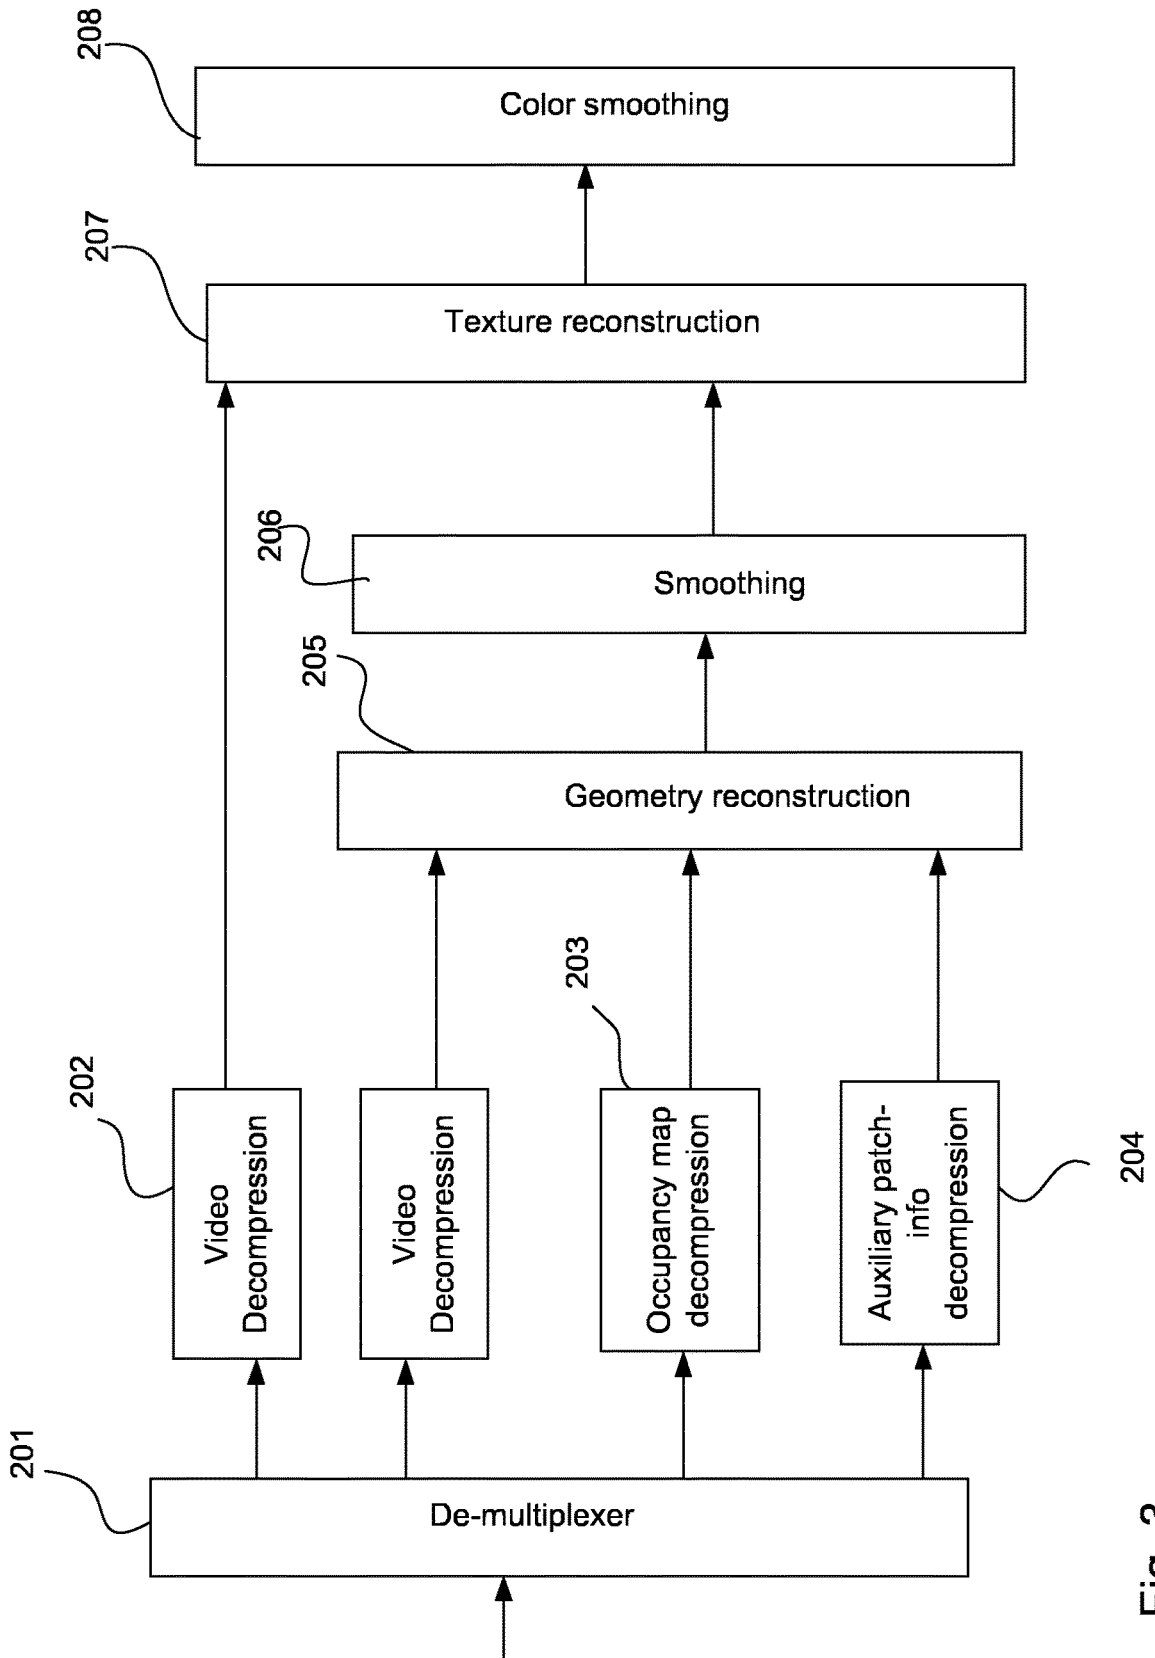 208
Color smoothing
207
Texture reconstruction
206
Smoothing
205
Geometry reconstruction
203
202
Video
Decompression
Video
Decompression
Occupancy map
decompression
Auxiliary patch-
info
decompression
204
201
De-multiplexer
Fig.